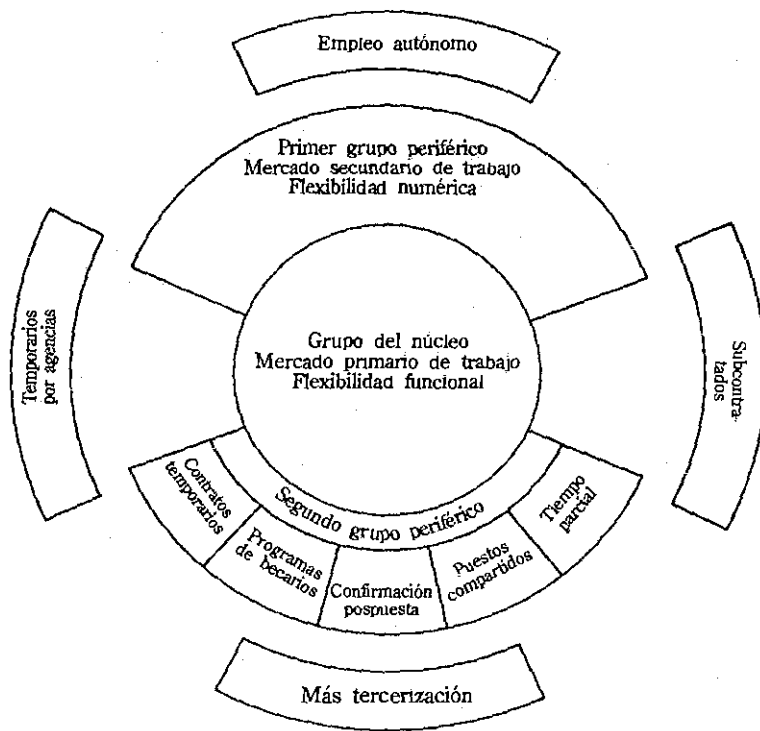 Empleo autónomo
Primer grupo periférico
Mercado secundario de trabajo
Flexibilidad numérica
Temporarios
por agencias
Grupo del núcleo
Mercado primario de trabajo
Flexibilidad funcional
Subcontra-
tados
Segundo grupo periférico
Contratos
temporarios
Programas
de becarios
Confirmación
pospuesta
Puestos
compartidos
Tiempo
parcial
Más tercerización